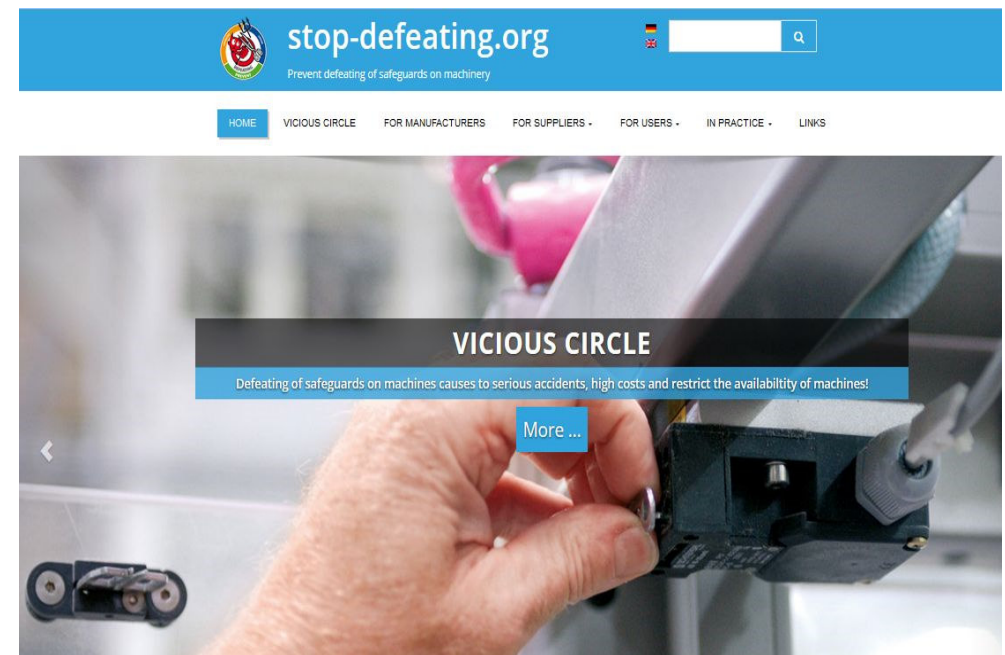 stop-defeating.org
Prevent defeating of safeguards on machinery
HOME VICIOUS CIRCLE FOR MANUFACTURERS FOR SUPPLIERS FOR USERS IN PRACTICE LINKS
VICIOUS CIRCLE
Defeating of safeguards on machines causes to serious accidents, high costs and restrict the availabiltity of machines!
More ...